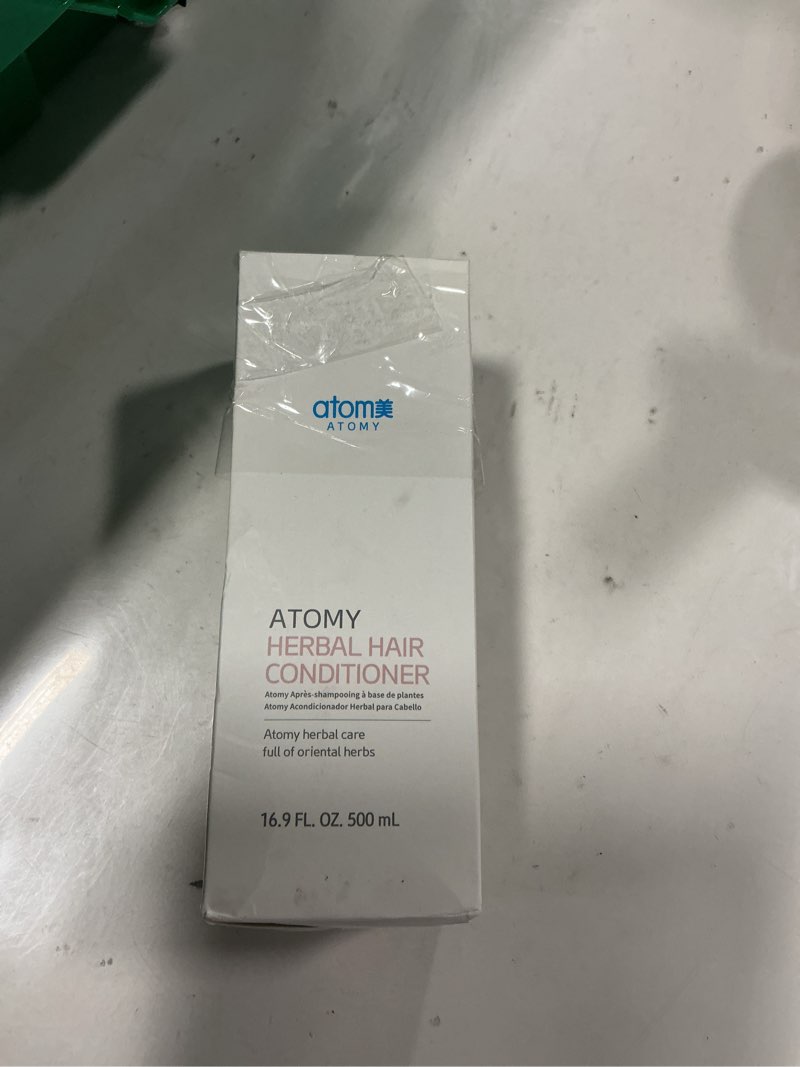 atom美
ATOMY
ATOMY
HERBAL HAIR
CONDITIONER
Atomy Après-shampooing à base de plantes
Atomy Acondicionador Herbal para Cabello
Atomy herbal care
full of oriental herbs
16.9 FL. OZ. 500 mL